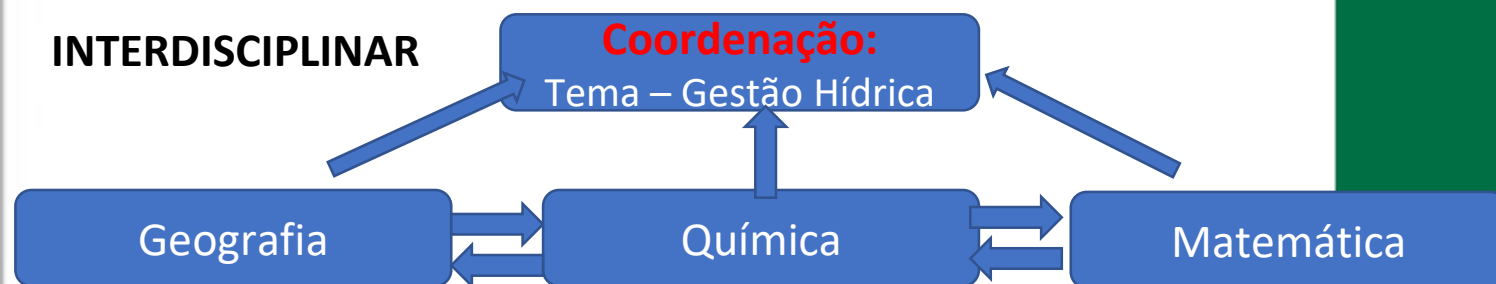 INTERDISCIPLINAR
Coordenação:
Tema – Gestão Hídrica
Geografia
Química
Matemática